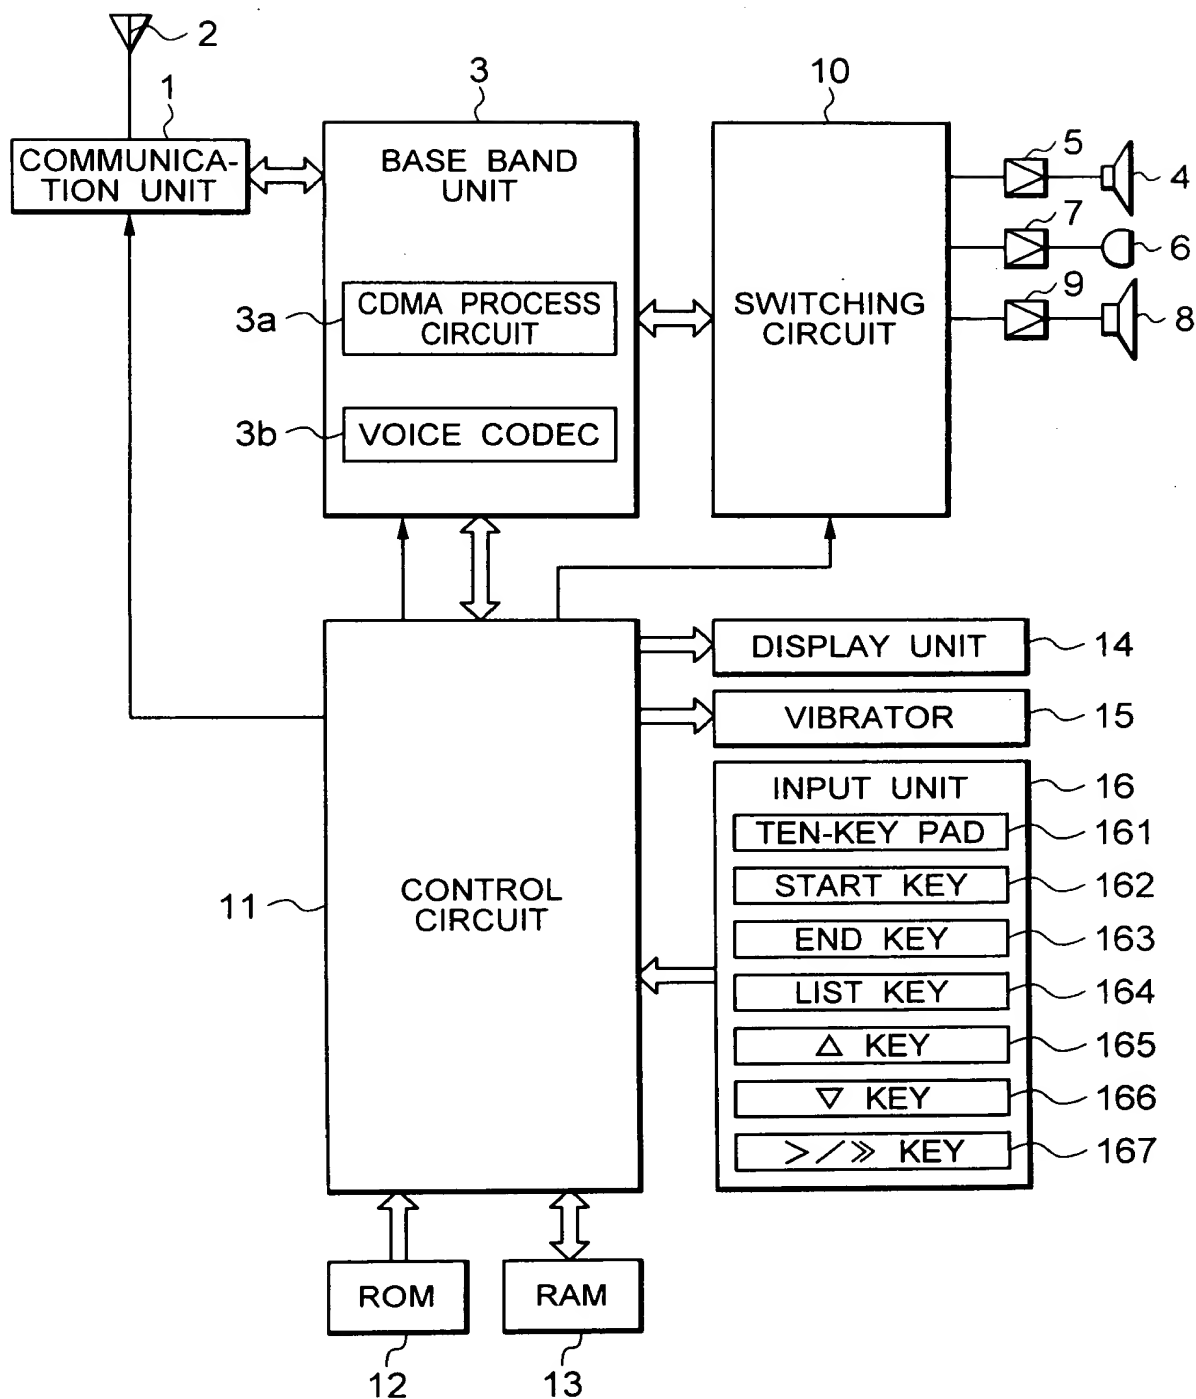 2
1
3
10
COMMUNICA-
TION UNIT
BASE BAND
UNIT
5
4
7
6
3a
CDMA PROCESS
CIRCUIT
SWITCHING
CIRCUIT
9
8
3b
VOICE CODEC
DISPLAY UNIT
14
VIBRATOR
15
INPUT UNIT
16
TEN-KEY PAD
161
11
CONTROL
CIRCUIT
START KEY
162
END KEY
163
LIST KEY
164
△ KEY
165
▽ KEY
166
>/≫ KEY
167
ROM
RAM
12
13